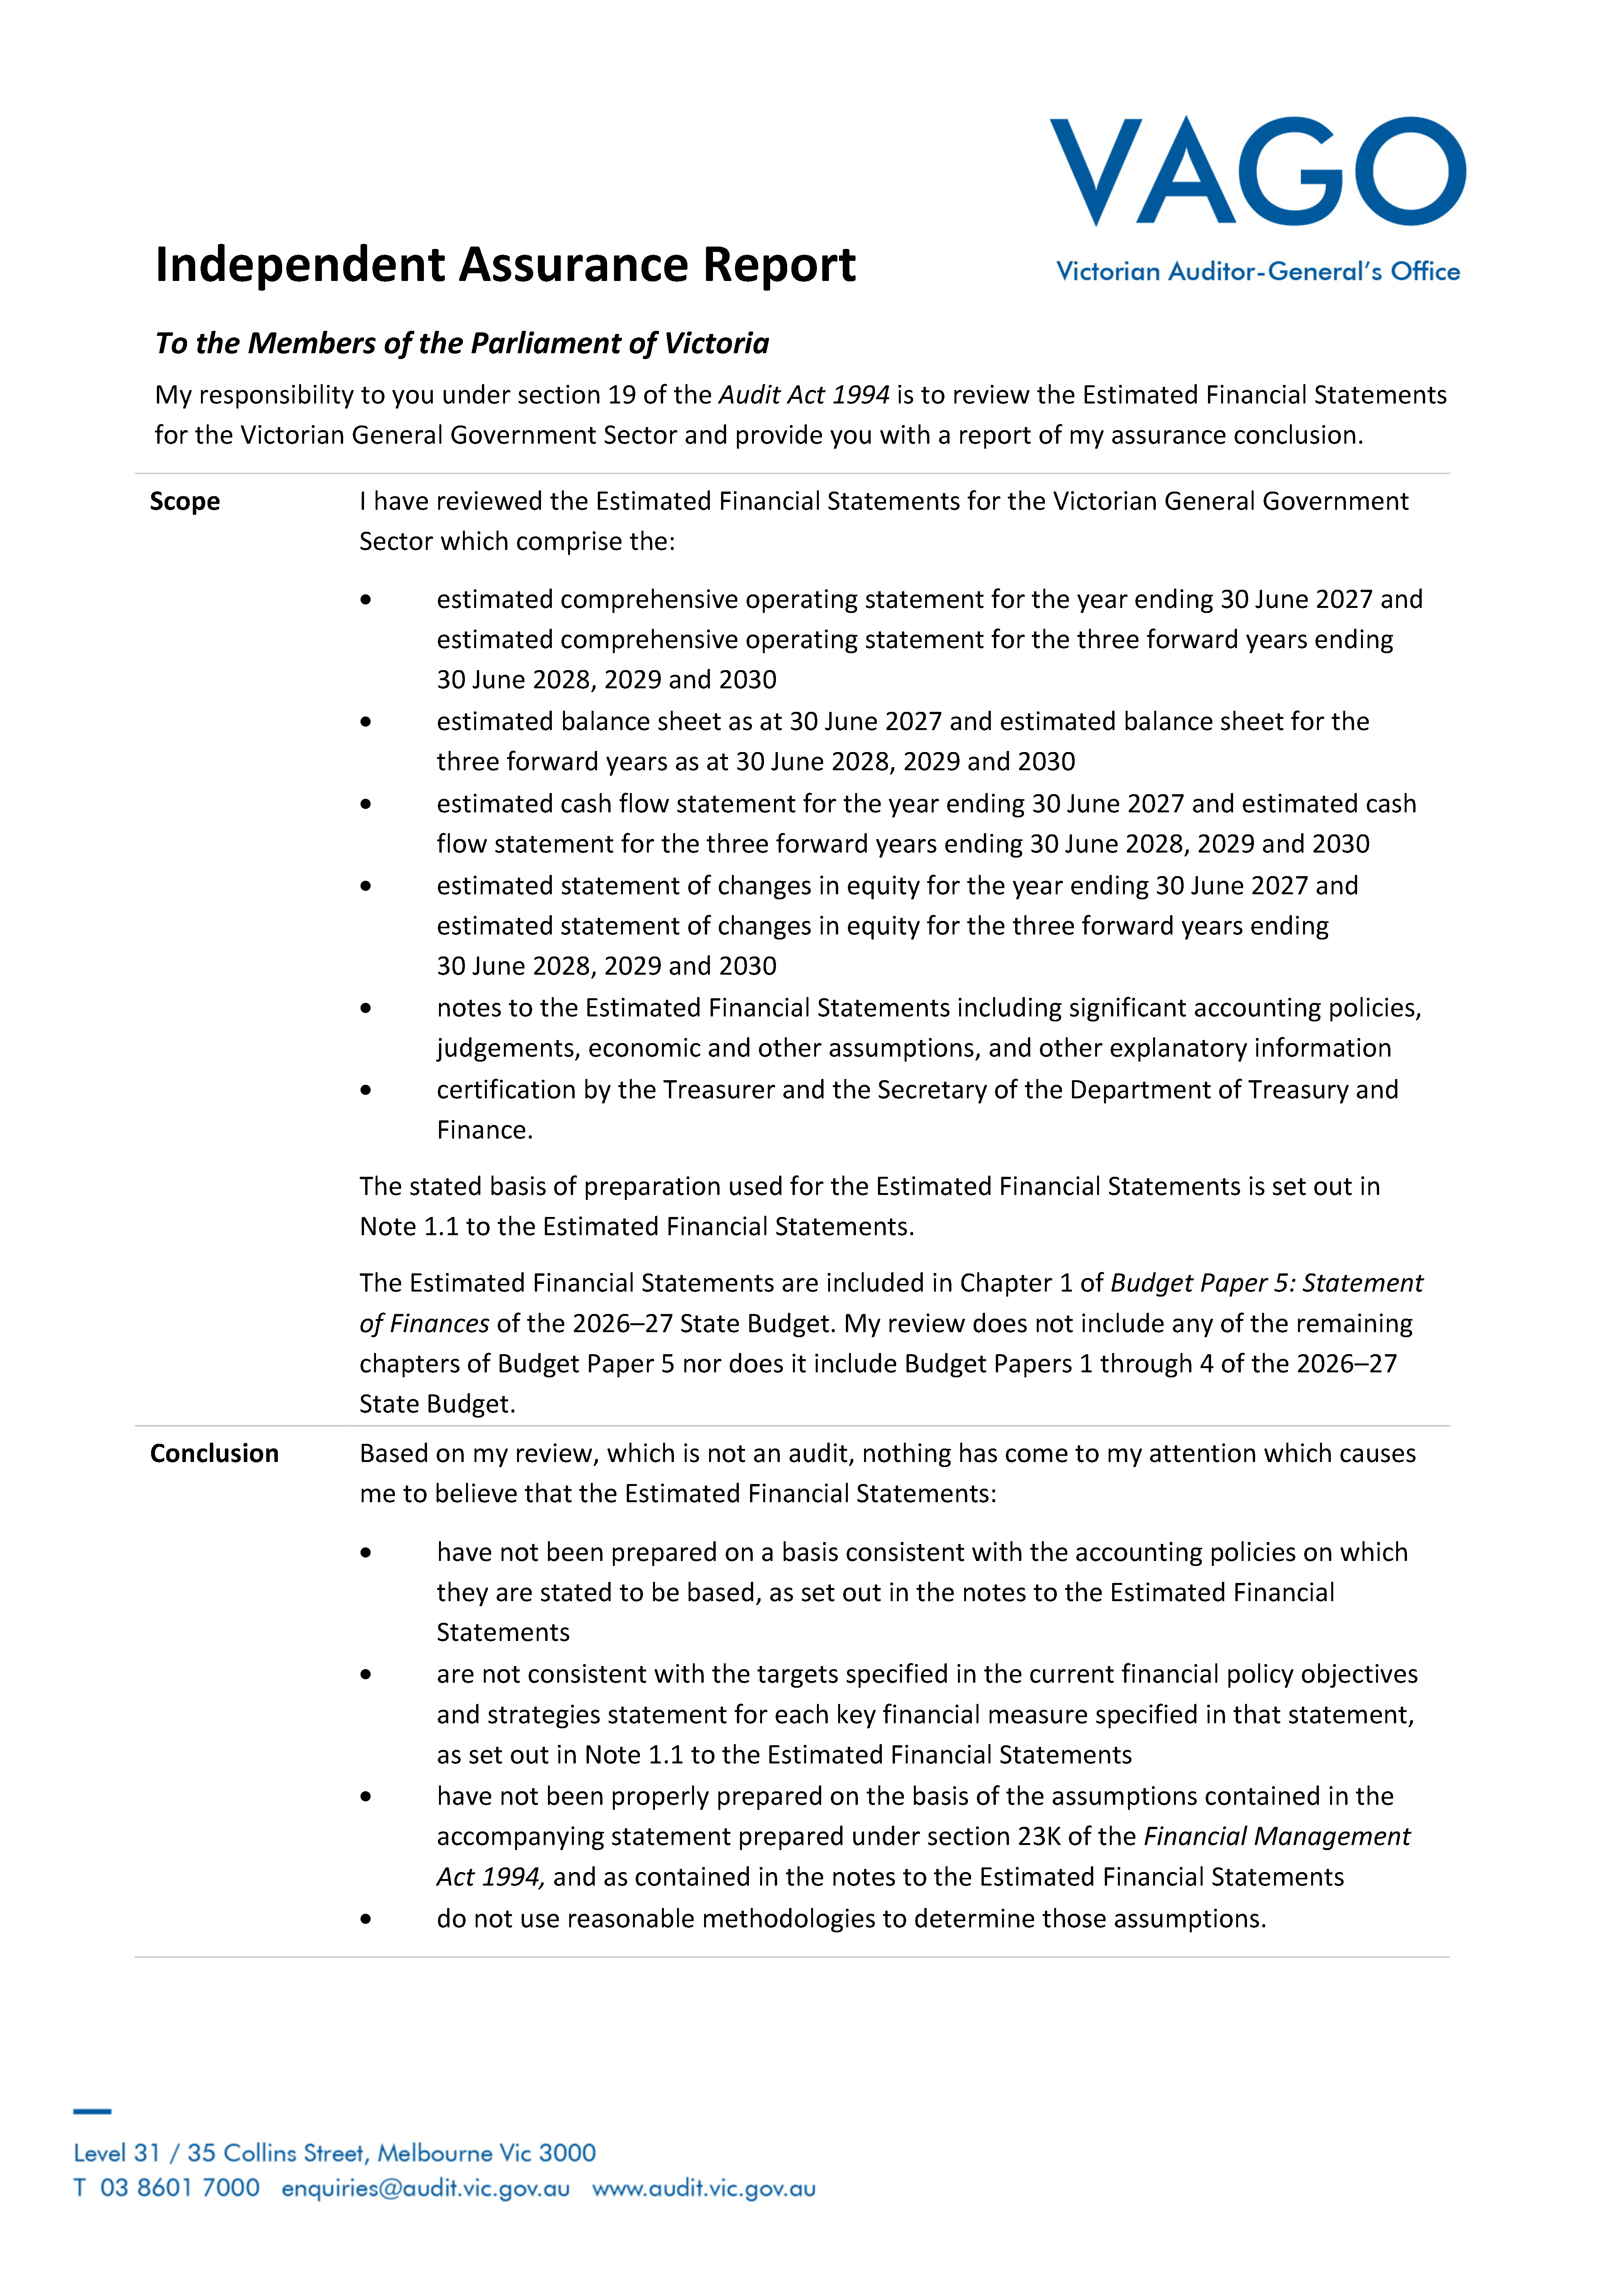 VAGO
Victorian Auditor-General's Office
Independent Assurance Report
To the Members of the Parliament of Victoria
My responsibility to you under section 19 of the Audit Act 1994 is to review the Estimated Financial Statements
for the Victorian General Government Sector and provide you with a report of my assurance conclusion.
Scope
I have reviewed the Estimated Financial Statements for the Victorian General Government
Sector which comprise the:
• estimated comprehensive operating statement for the year ending 30 June 2027 and
estimated comprehensive operating statement for the three forward years ending
30 June 2028, 2029 and 2030
• estimated balance sheet as at 30 June 2027 and estimated balance sheet for the
three forward years as at 30 June 2028, 2029 and 2030
• estimated cash flow statement for the year ending 30 June 2027 and estimated cash
flow statement for the three forward years ending 30 June 2028, 2029 and 2030
• estimated statement of changes in equity for the year ending 30 June 2027 and
estimated statement of changes in equity for the three forward years ending
30 June 2028, 2029 and 2030
• notes to the Estimated Financial Statements including significant accounting policies,
judgements, economic and other assumptions, and other explanatory information
• certification by the Treasurer and the Secretary of the Department of Treasury and
Finance.
The stated basis of preparation used for the Estimated Financial Statements is set out in
Note 1.1 to the Estimated Financial Statements.
The Estimated Financial Statements are included in Chapter 1 of Budget Paper 5: Statement
of Finances of the 2026–27 State Budget. My review does not include any of the remaining
chapters of Budget Paper 5 nor does it include Budget Papers 1 through 4 of the 2026–27
State Budget.
Conclusion
Based on my review, which is not an audit, nothing has come to my attention which causes
me to believe that the Estimated Financial Statements:
• have not been prepared on a basis consistent with the accounting policies on which
they are stated to be based, as set out in the notes to the Estimated Financial
Statements
• are not consistent with the targets specified in the current financial policy objectives
and strategies statement for each key financial measure specified in that statement,
as set out in Note 1.1 to the Estimated Financial Statements
• have not been properly prepared on the basis of the assumptions contained in the
accompanying statement prepared under section 23K of the Financial Management
Act 1994, and as contained in the notes to the Estimated Financial Statements
• do not use reasonable methodologies to determine those assumptions.
Level 31 / 35 Collins Street, Melbourne Vic 3000
T 03 8601 7000 enquiries@audit.vic.gov.au www.audit.vic.gov.au